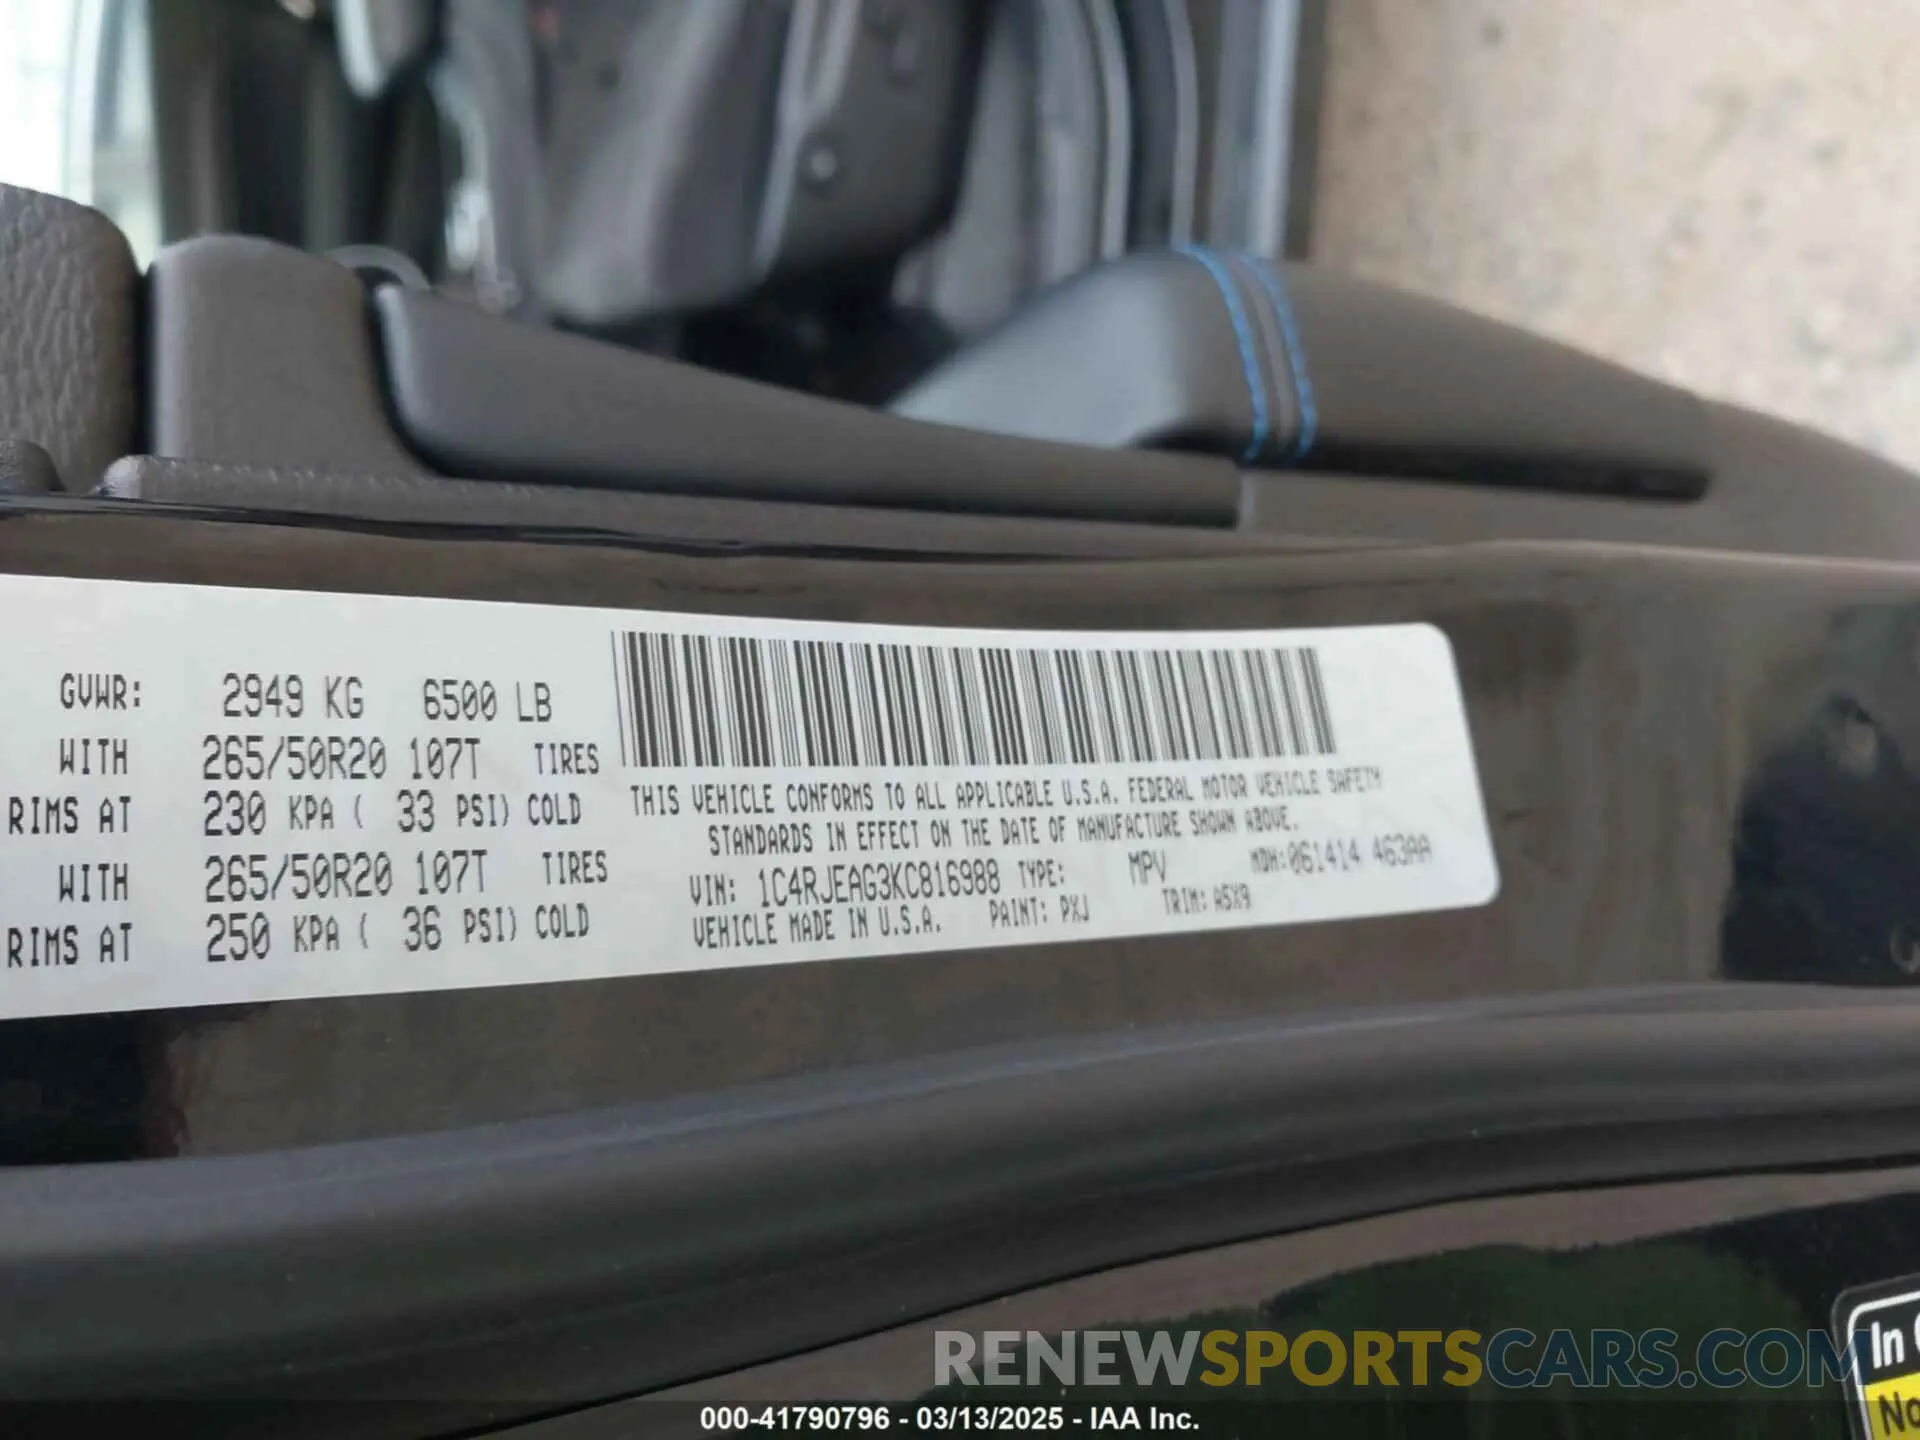 GVWR: 2949 KG 6500 LB
WITH 265/50R20 107T TIRES
RIMS AT 230 KPA ( 33 PSI) COLD
WITH 265/50R20 107T TIRES
RIMS AT 250 KPA ( 36 PSI) COLD
THIS VEHICLE CONFORMS TO ALL APPLICABLE U.S.A. FEDERAL MOTOR VEHICLE SAFETY
STANDARDS IN EFFECT ON THE DATE OF MANUFACTURE SHOWN ABOVE.
VIN: 1C4RJEAG3KC816988 TYPE: MPV MDH:061414 463AA
VEHICLE MADE IN U.S.A. PAINT: PXJ TRIM: A5X9
RENEWSPORTSCARS.COM
In
No
000-41790796 - 03/13/2025 - IAA Inc.